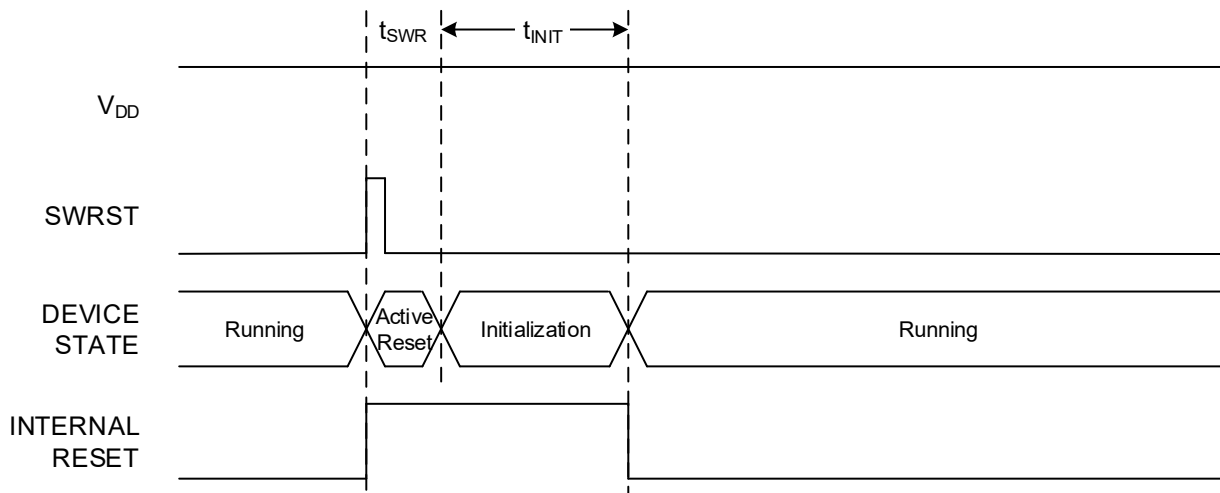 tSWR tINIT
VDD
SWRST
DEVICE
STATE
Running
Active
Reset
Initialization
Running
INTERNAL
RESET